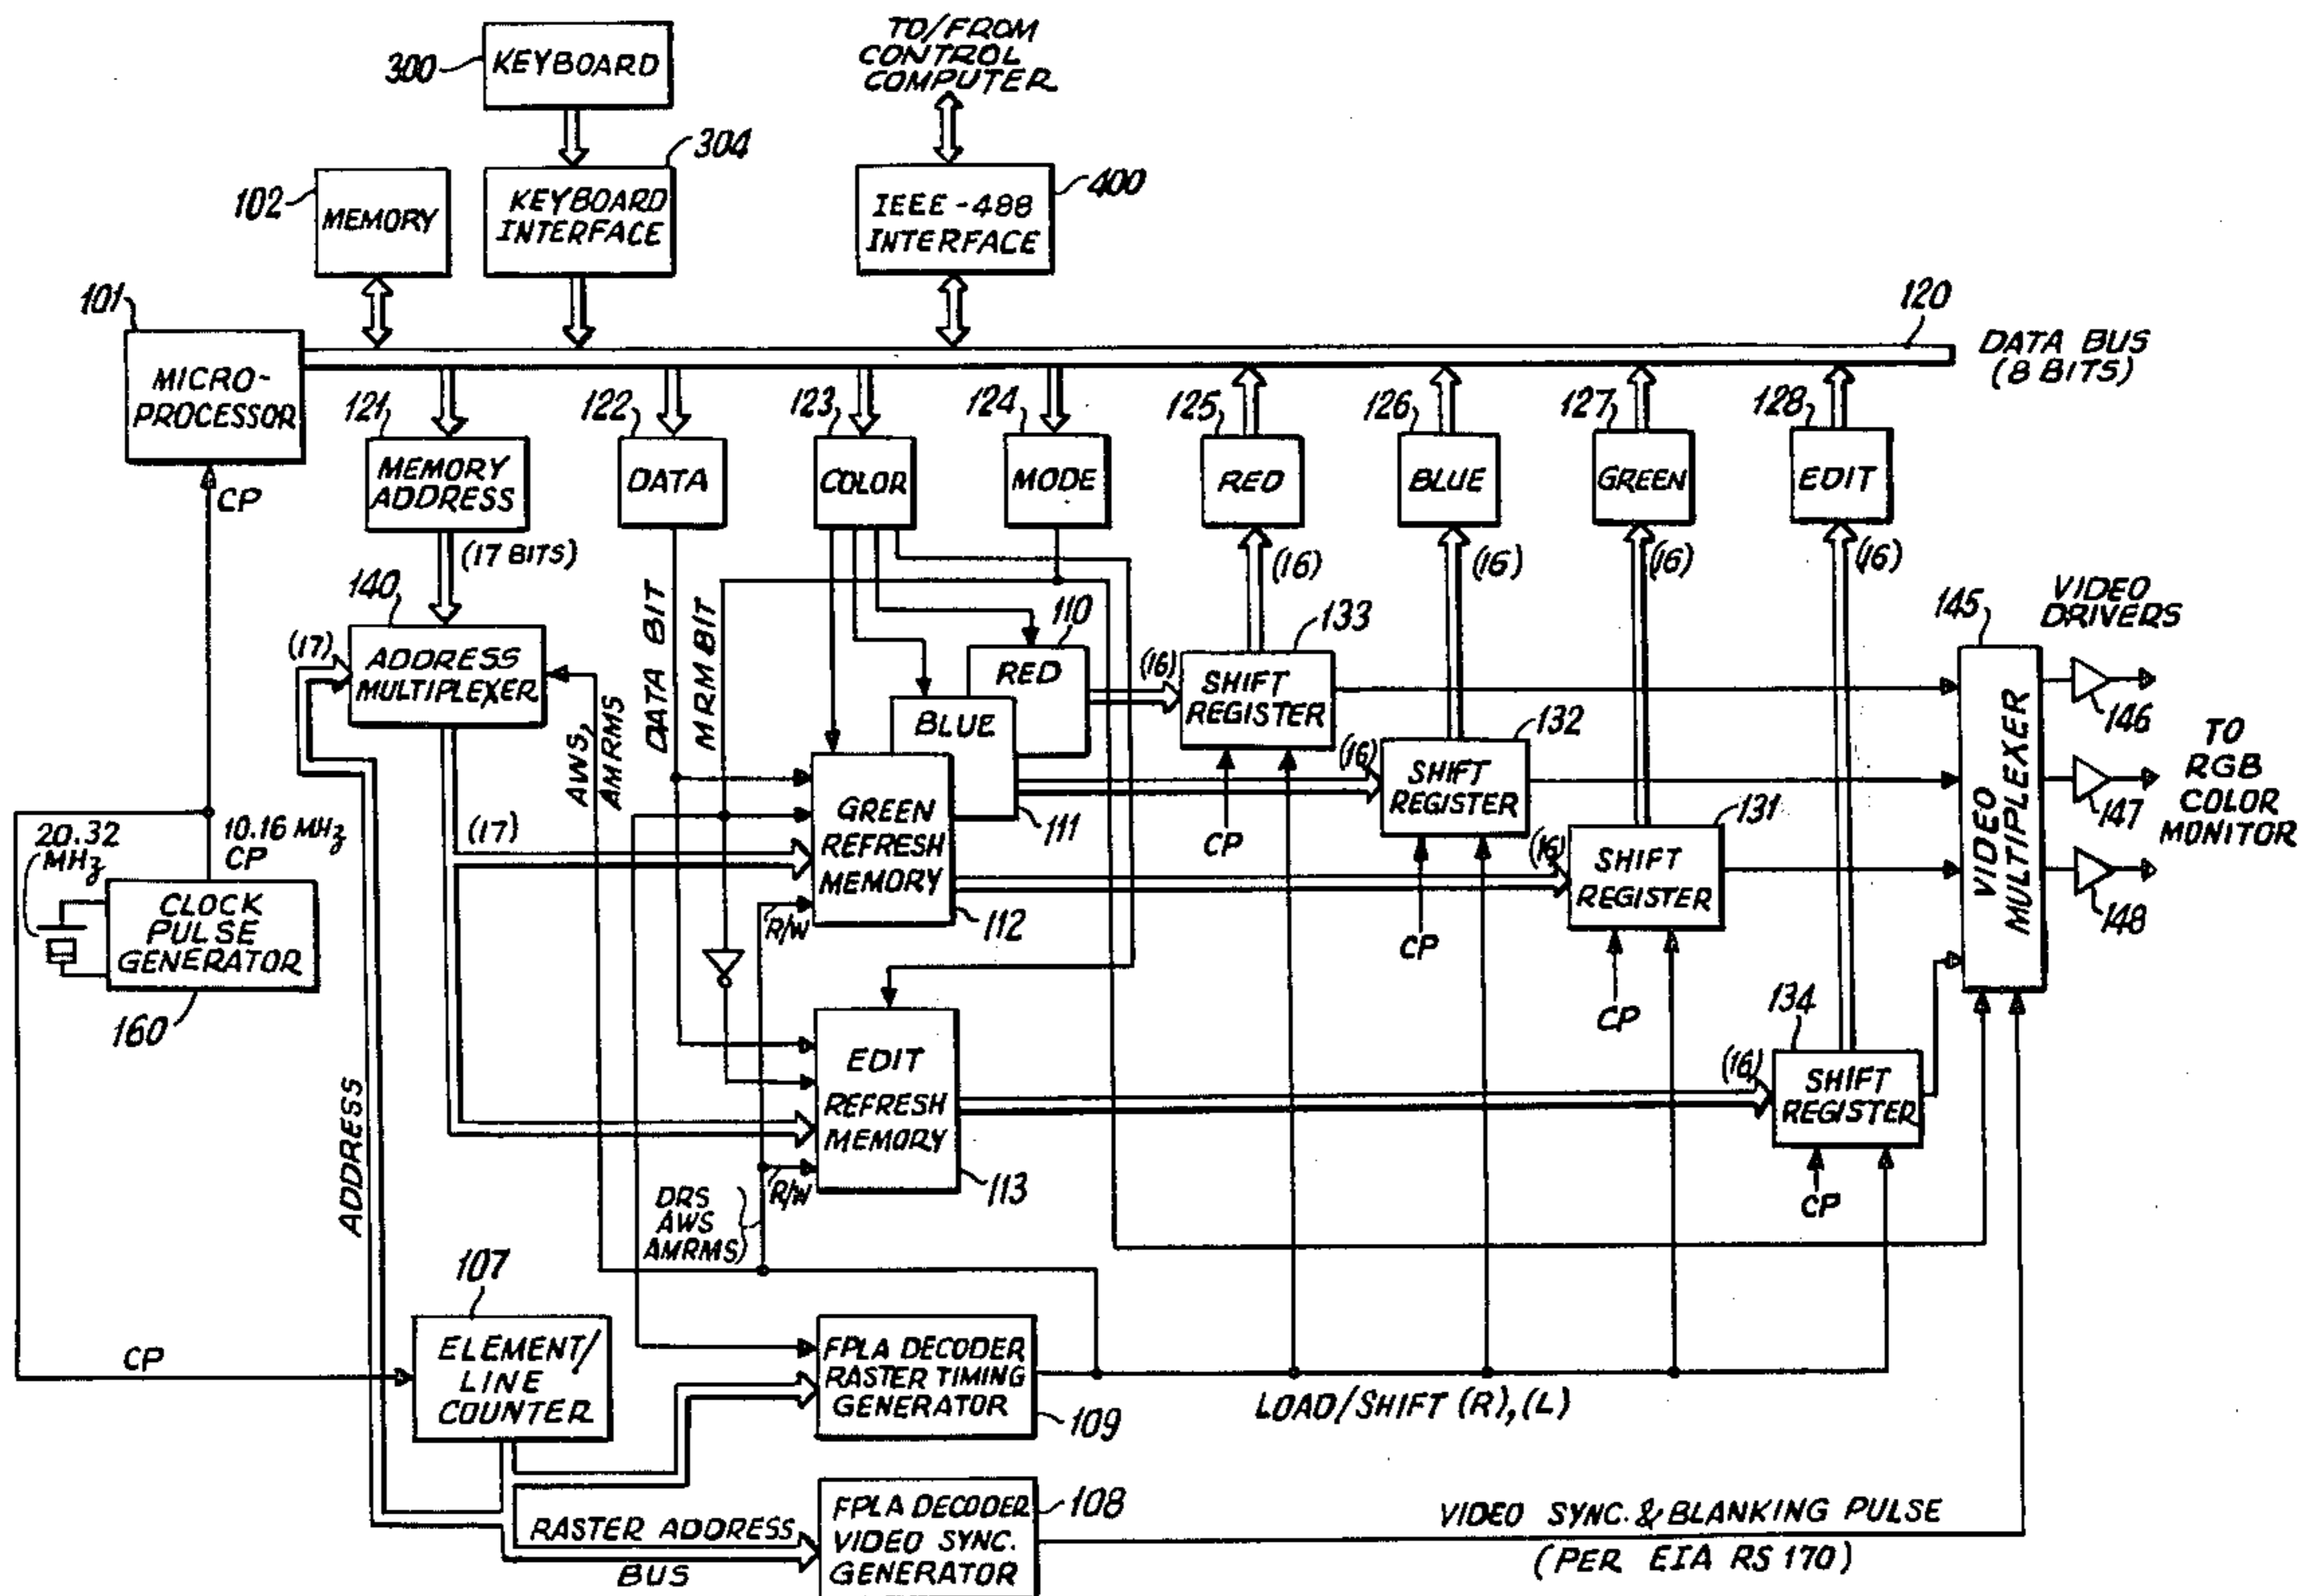 TO/FROM
CONTROL
COMPUTER
300
KEYBOARD
304
400
102
MEMORY
KEYBOARD
INTERFACE
IEEE-488
INTERFACE
101
MICRO-
PROCESSOR
120
DATA BUS
(8 BITS)
121
MEMORY
ADDRESS
122
DATA
123
COLOR
124
MODE
125
RED
126
BLUE
127
GREEN
128
EDIT
CP
(17 BITS)
(16)
(16)
(16)
(16)
140
(17)
ADDRESS
MULTIPLEXER
DATA BIT
MRM BIT
AWS,
AMRMS
110
RED
BLUE
111
GREEN
REFRESH
MEMORY
112
R/W
(16)
133
SHIFT
REGISTER
CP
(16)
132
SHIFT
REGISTER
CP
(16)
131
SHIFT
REGISTER
CP
145
VIDEO
MULTIPLEXER
VIDEO
DRIVERS
146
147
148
TO
RGB
COLOR
MONITOR
20.32
MHz
10.16 MHz
CP
CLOCK
PULSE
GENERATOR
160
(17)
ADDRESS
EDIT
REFRESH
MEMORY
113
R/W
DRS
AWS
AMRMS
(16)
134
SHIFT
REGISTER
CP
107
ELEMENT/
LINE
COUNTER
CP
FPLA DECODER
RASTER TIMING
GENERATOR
109
LOAD/SHIFT (R),(L)
RASTER ADDRESS
BUS
FPLA DECODER
VIDEO SYNC.
GENERATOR
108
VIDEO SYNC. & BLANKING PULSE
(PER EIA RS 170)